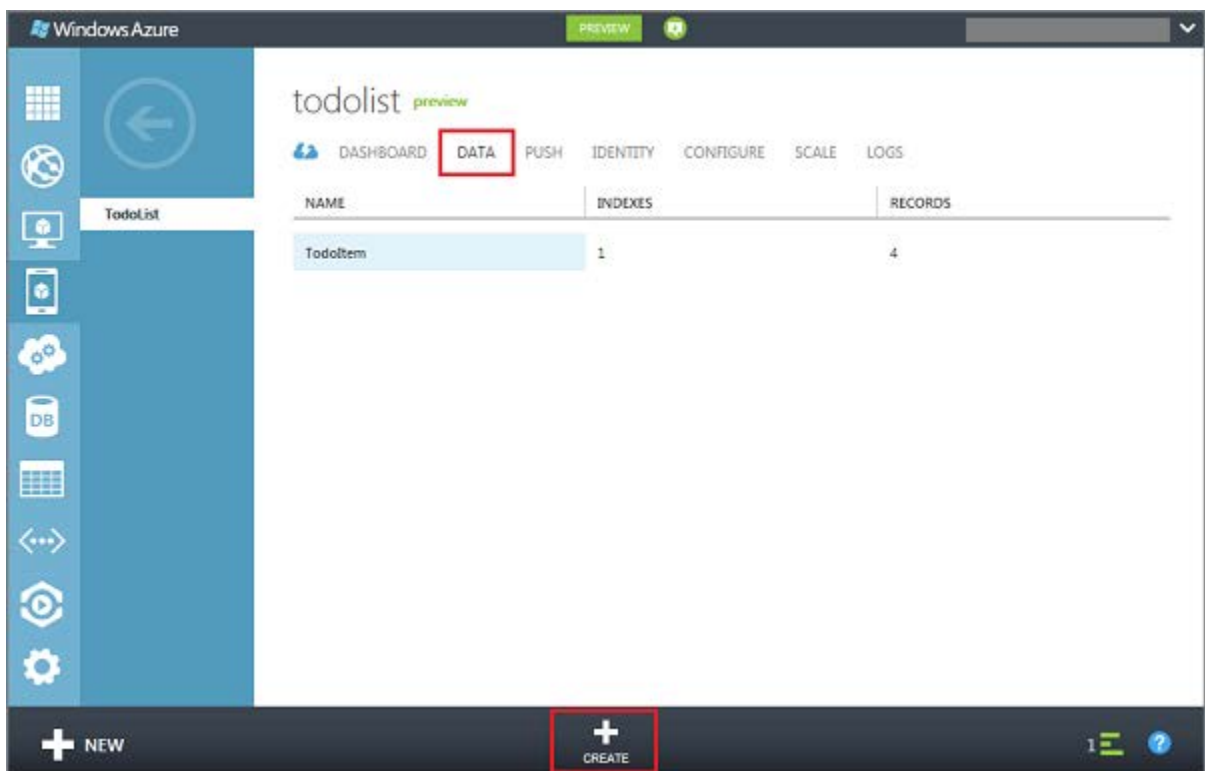 Windows Azure
PREVIEW
todolist preview
DASHBOARD DATA PUSH IDENTITY CONFIGURE SCALE LOGS
TodoList
NAME INDEXES RECORDS
TodoItem 1 4
DB
NEW
CREATE
1
?